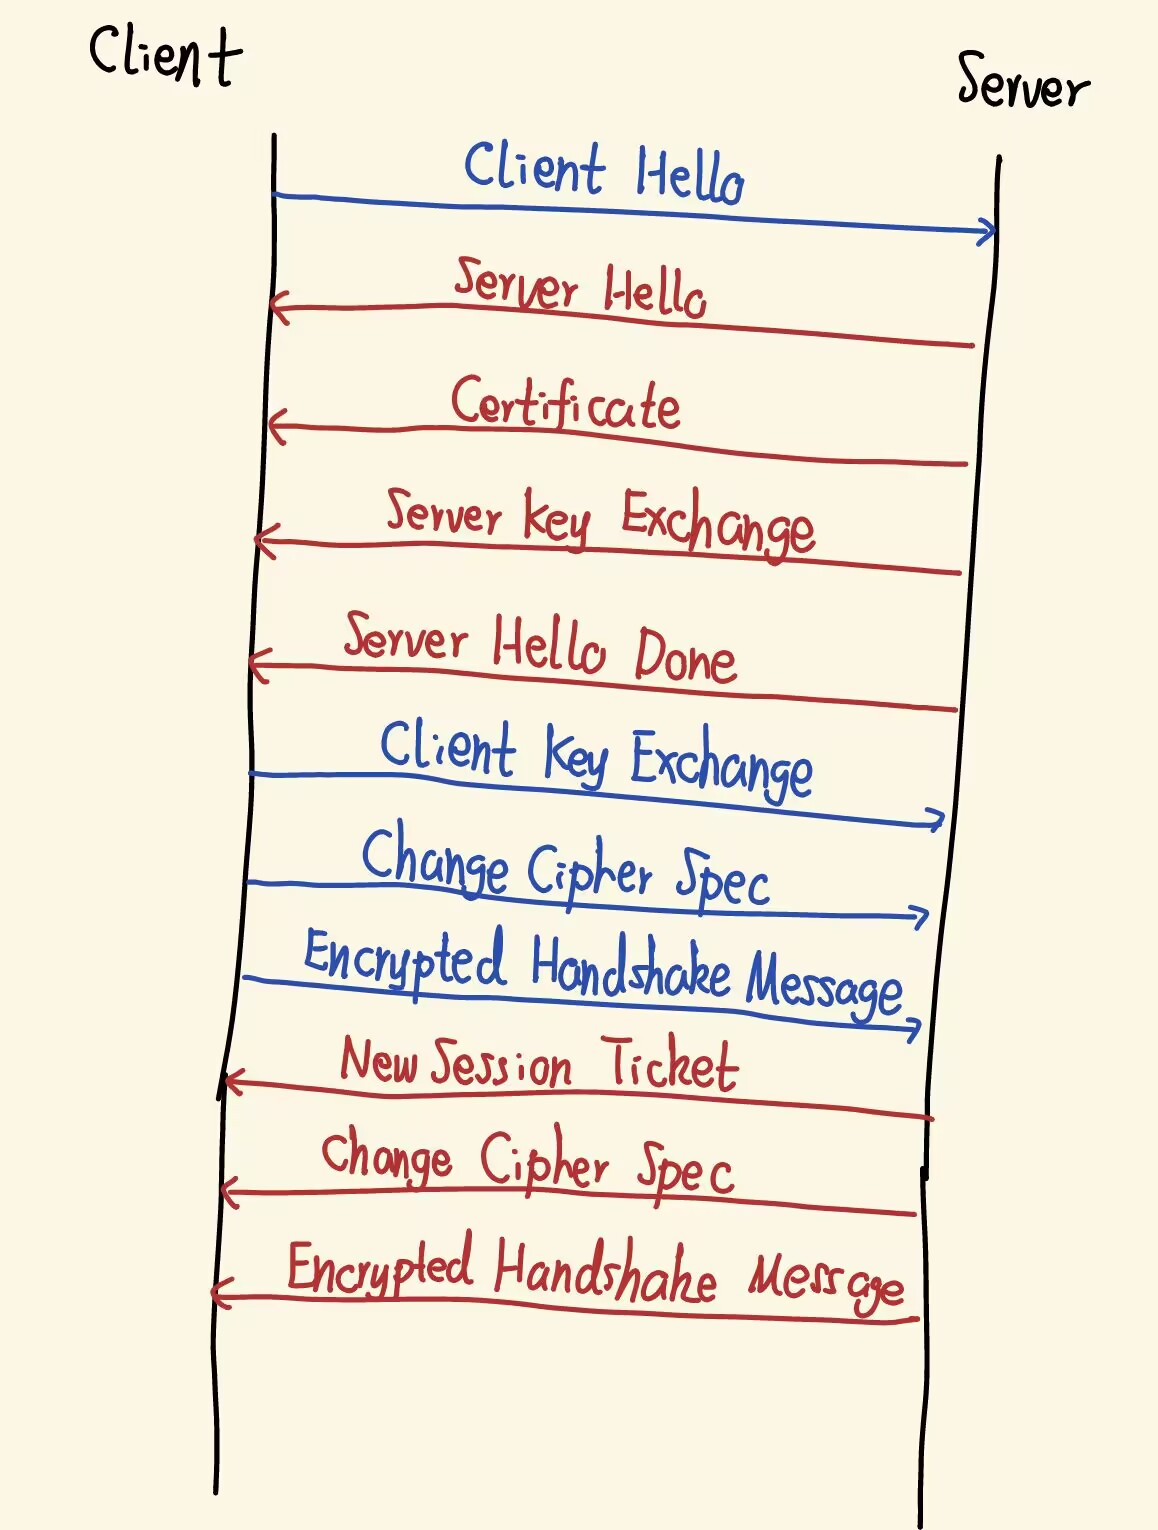 Client
Server
Client Hello
Server Hello
Certificate
Server key Exchange
Server Hello Done
Client Key Exchange
Change Cipher Spec
Encrypted Handshake Message
New Session Ticket
Change Cipher Spec
Encrypted Handshake Message